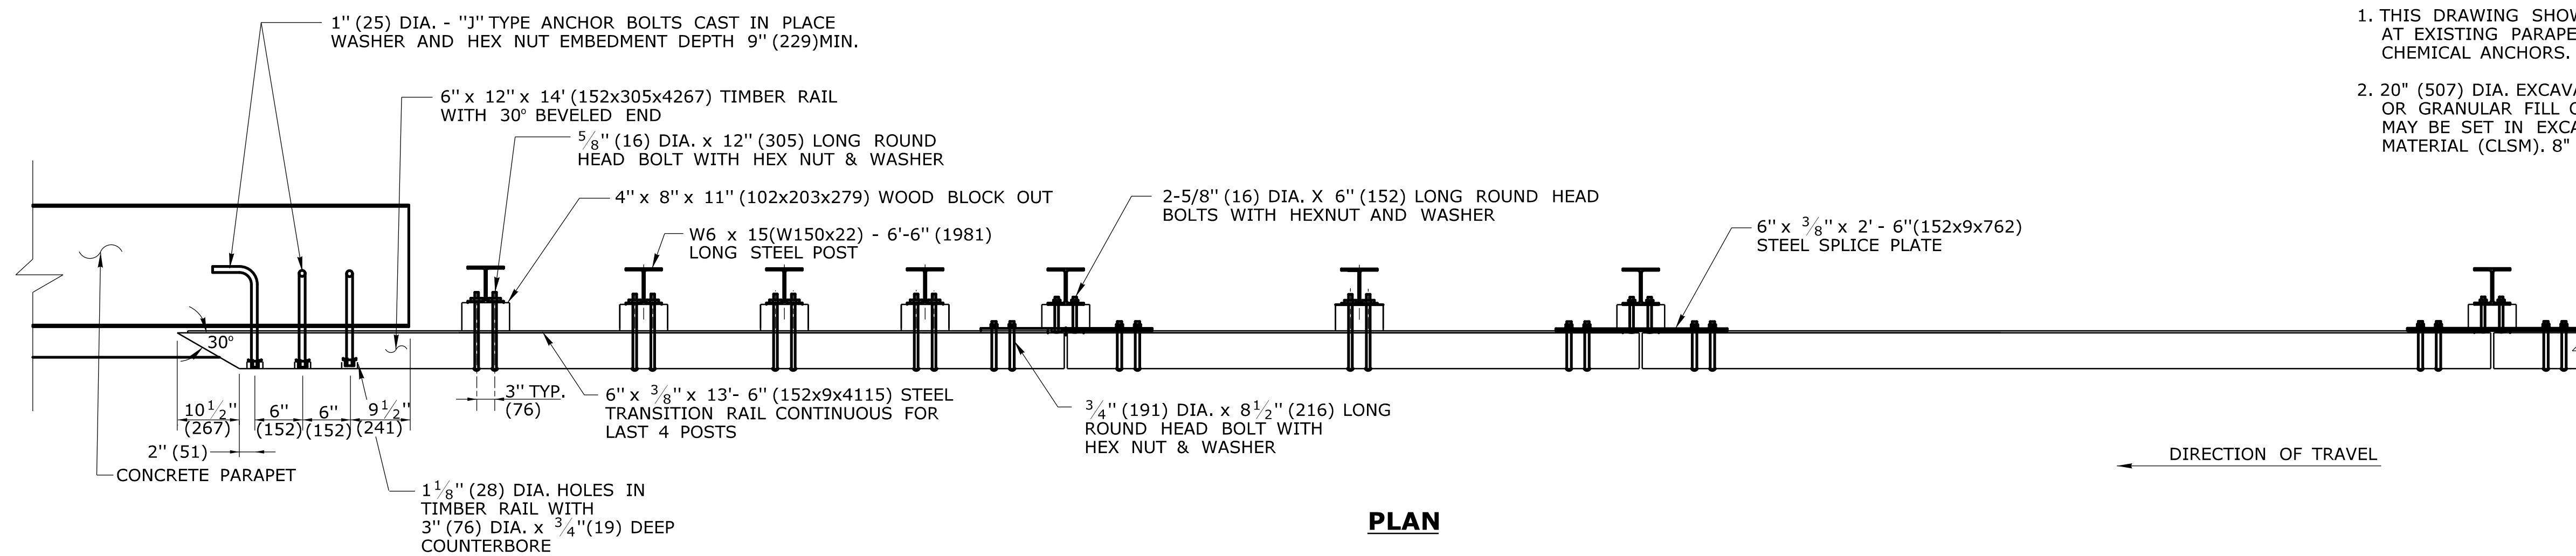 1" (25) DIA. - "J" TYPE ANCHOR BOLTS CAST IN PLACE
WASHER AND HEX NUT EMBEDMENT DEPTH 9" (229)MIN.
6" x 12" x 14' (152x305x4267) TIMBER RAIL
WITH 30° BEVELED END
5/8" (16) DIA. x 12" (305) LONG ROUND
HEAD BOLT WITH HEX NUT & WASHER
4" x 8" x 11" (102x203x279) WOOD BLOCK OUT
W6 x 15(W150x22) - 6'-6" (1981)
LONG STEEL POST
2-5/8" (16) DIA. X 6" (152) LONG ROUND HEAD
BOLTS WITH HEXNUT AND WASHER
6" x 3/8" x 2' - 6"(152x9x762)
STEEL SPLICE PLATE
1. THIS DRAWING SHOW
AT EXISTING PARAPE
CHEMICAL ANCHORS.
2. 20" (507) DIA. EXCAVA
OR GRANULAR FILL
MAY BE SET IN EXCA
MATERIAL (CLSM). 8"
30°
10 1/2"
(267)
6"
(152)
6"
(152)
9 1/2"
(241)
2" (51)
CONCRETE PARAPET
3" TYP.
(76)
6" x 3/8" x 13'- 6" (152x9x4115) STEEL
TRANSITION RAIL CONTINUOUS FOR
LAST 4 POSTS
3/4" (191) DIA. x 8 1/2" (216) LONG
ROUND HEAD BOLT WITH
HEX NUT & WASHER
1 1/8" (28) DIA. HOLES IN
TIMBER RAIL WITH
3" (76) DIA. x 3/4"(19) DEEP
COUNTERBORE
DIRECTION OF TRAVEL
PLAN